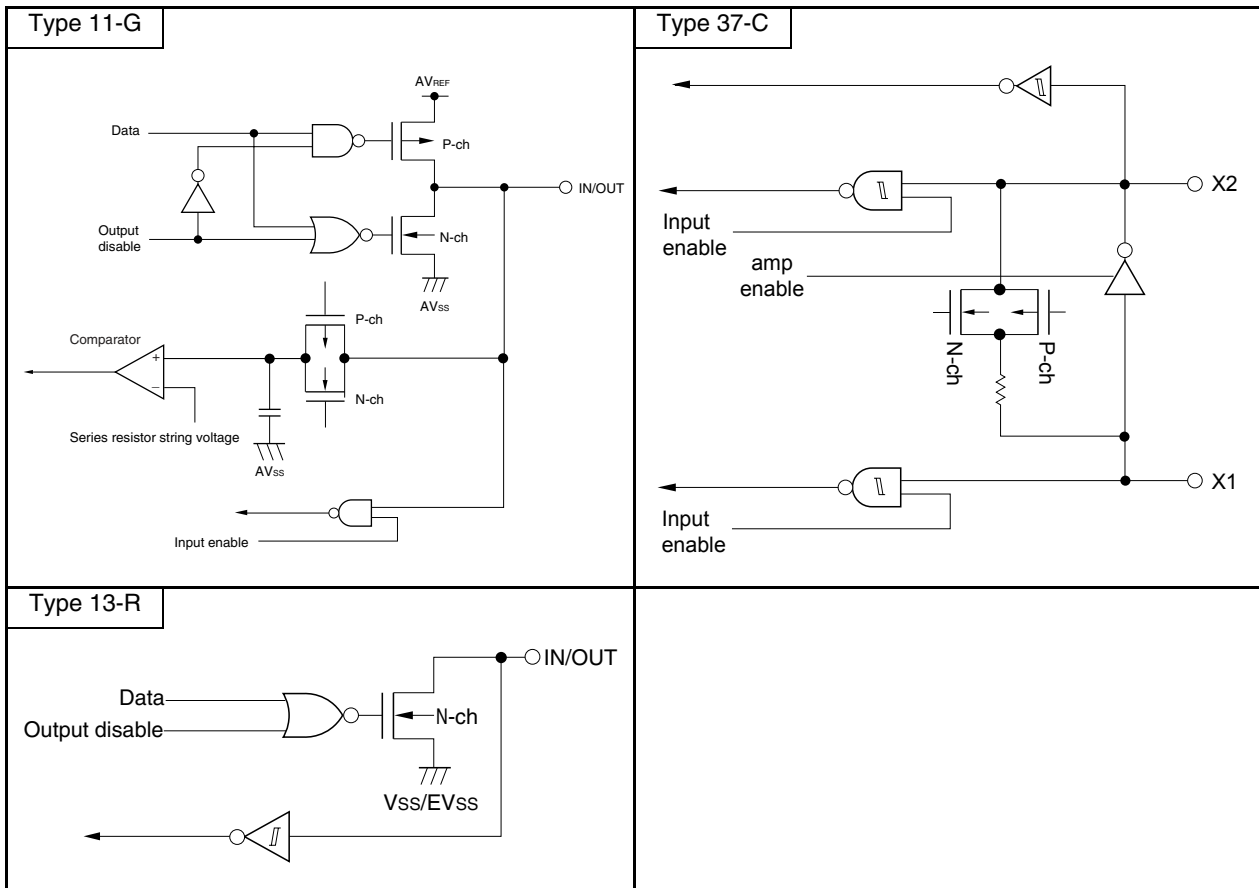 Type 11-G
AVREF
Data
P-ch
IN/OUT
Output
disable
N-ch
AVSS
P-ch
Comparator
+
−
N-ch
Series resistor string voltage
AVSS
Input enable
Type 37-C
X2
Input
enable
amp
enable
N-ch
P-ch
X1
Input
enable
Type 13-R
IN/OUT
Data
N-ch
Output disable
VSS/EVSS